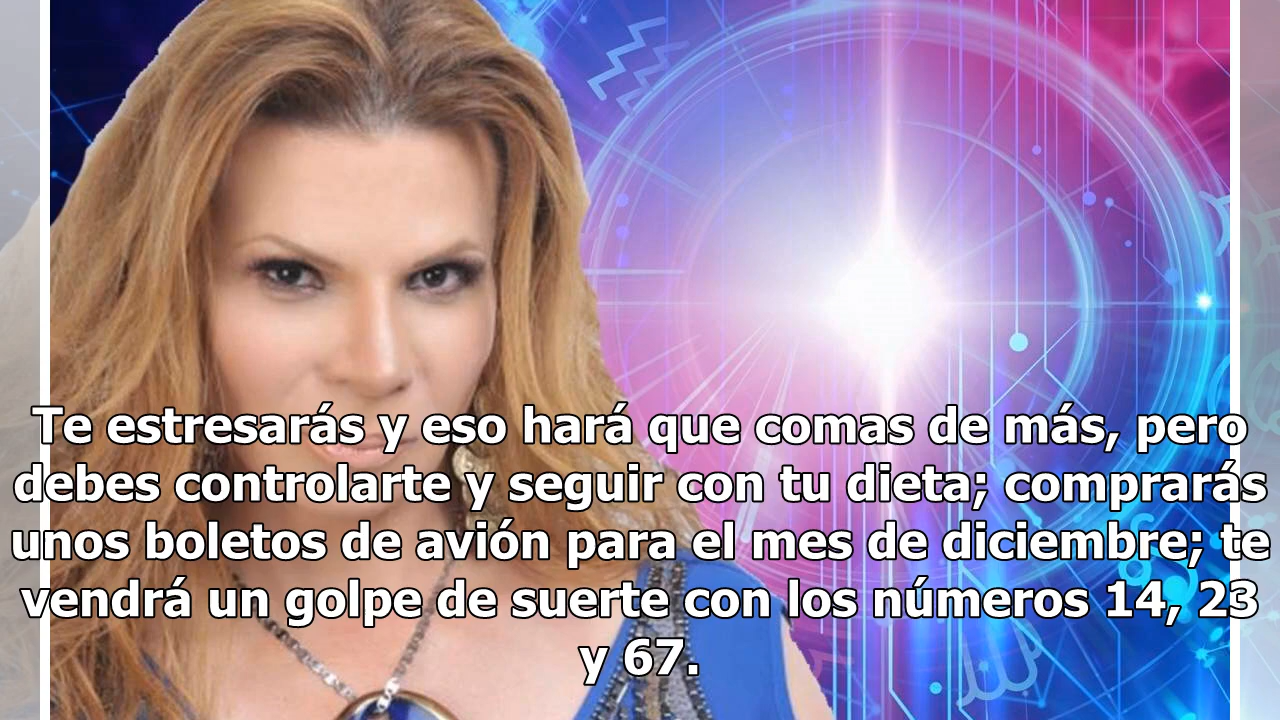 Te estresarás y eso hará que comas de más, pero
debes controlarte y seguir con tu dieta; comprarás
unos boletos de avión para el mes de diciembre; te
vendrá un golpe de suerte con los números 14, 23
y 67.